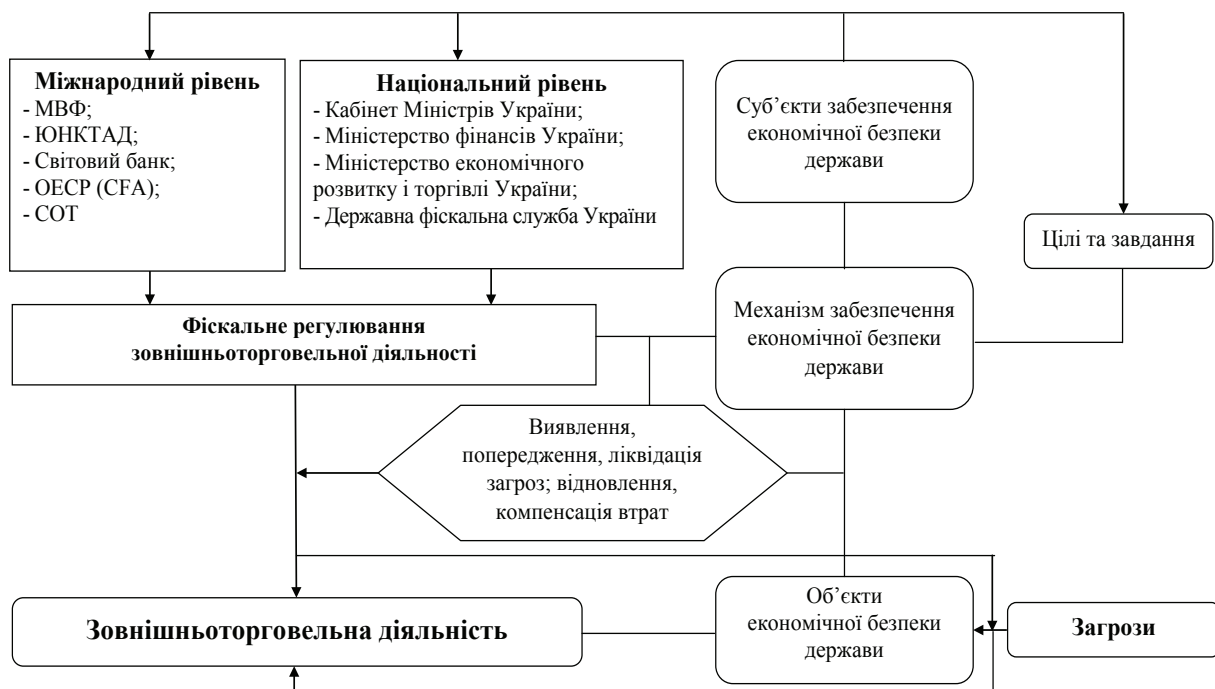 Міжнародний рівень
- МВФ;
- ЮНКТАД;
- Світовий банк;
- ОЕСР (CFA);
- СОТ
Національний рівень
- Кабінет Міністрів України;
- Міністерство фінансів України;
- Міністерство економічного
розвитку і торгівлі України;
- Державна фіскальна служба України
Суб’єкти забезпечення
економічної безпеки
держави
Цілі та завдання
Фіскальне регулювання
зовнішньоторговельної діяльності
Механізм забезпечення
економічної безпеки
держави
Виявлення,
попередження, ліквідація
загроз; відновлення,
компенсація втрат
Зовнішньоторговельна діяльність
Об’єкти
економічної безпеки
держави
Загрози